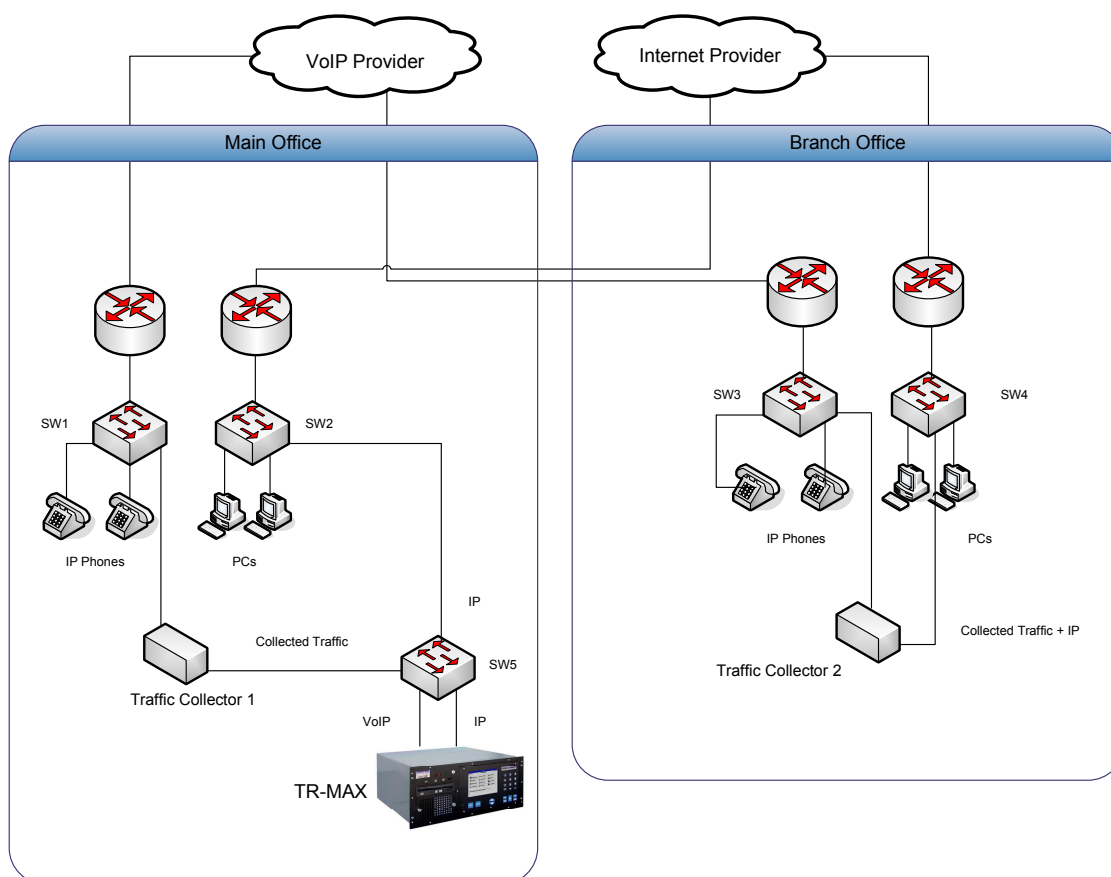 VoIP Provider
Internet Provider
Main Office
Branch Office
SW1
SW2
SW3
SW4
IP Phones
PCs
IP Phones
PCs
IP
Collected Traffic
SW5
Traffic Collector 1
VoIP
IP
TR-MAX
Collected Traffic + IP
Traffic Collector 2